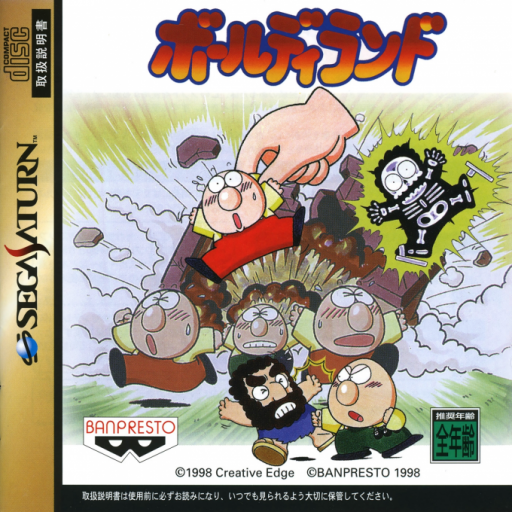 COMPACT
disc
取扱説明書
ボールディランド
SEGA SATURN™
BANPRESTO
推奨年齢
全年齢
©1998 Creative Edge ©BANPRESTO 1998
取扱説明書は使用前に必ずお読みになり、いつでも見られるよう大切に保管してください。